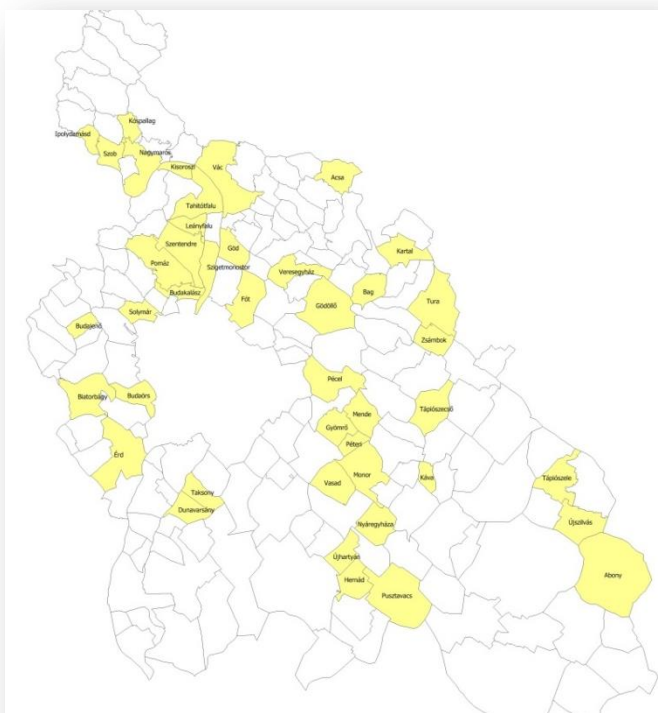 Kóspallag
Ipolydamásd
Szob
Nagymaros
Kisoroszi
Vác
Acsa
Tahitótfalu
Leányfalu
Szentendre
Göd
Kartal
Pomáz
Szigetmonostor
Veresegyház
Bag
Budakalász
Fót
Gödöllő
Tura
Solymár
Budajenő
Zsámbok
Pécel
Biatorbágy
Budaörs
Mende
Tápiószecső
Gyömrő
Péteri
Érd
Monor
Kávai
Tápiószele
Vasad
Taksony
Dunavarsány
Nyáregyháza
Újszilvás
Újhartyán
Hernád
Abony
Pusztavacs